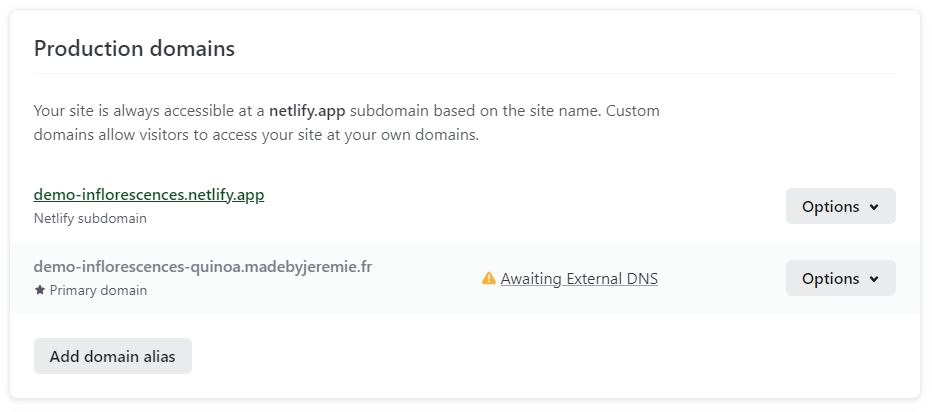 Production domains
Your site is always accessible at a netlify.app subdomain based on the site name. Custom
domains allow visitors to access your site at your own domains.
demo-inflorescences.netlify.app
Netlify subdomain
Options
demo-inflorescences-quinoa.madebyjeremie.fr
Primary domain
Awaiting External DNS
Options
Add domain alias